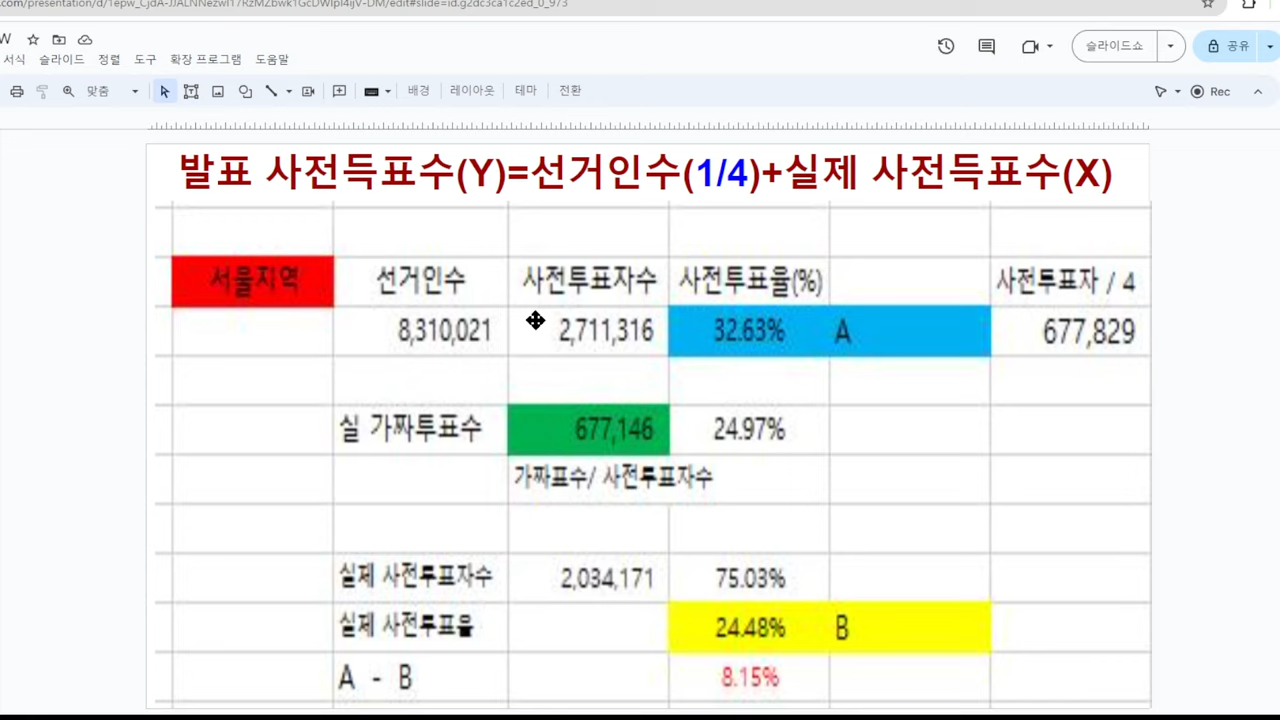 .com/presentation/d/1epw_CjdA-JJALNNezwI17RzMZbwk1GcDWIpI4ijV-DM/edit#slide=id.g2dc3ca1c2ed_0_973
W
서식 슬라이드 정렬 도구 확장 프로그램 도움말
슬라이드쇼
공유
맞춤
배경 레이아웃 테마 전환
Rec
발표 사전득표수(Y)=선거인수(1/4)+실제 사전득표수(X)
서울지역 선거인수 사전투표자수 사전투표율(%) 사전투표자 / 4
8,310,021 2,711,316 32.63% A 677,829
실 가짜투표수 677,146 24.97%
가짜표수/ 사전투표자수
실제 사전투표자수 2,034,171 75.03%
실제 사전투표율 24.48% B
A - B 8.15%